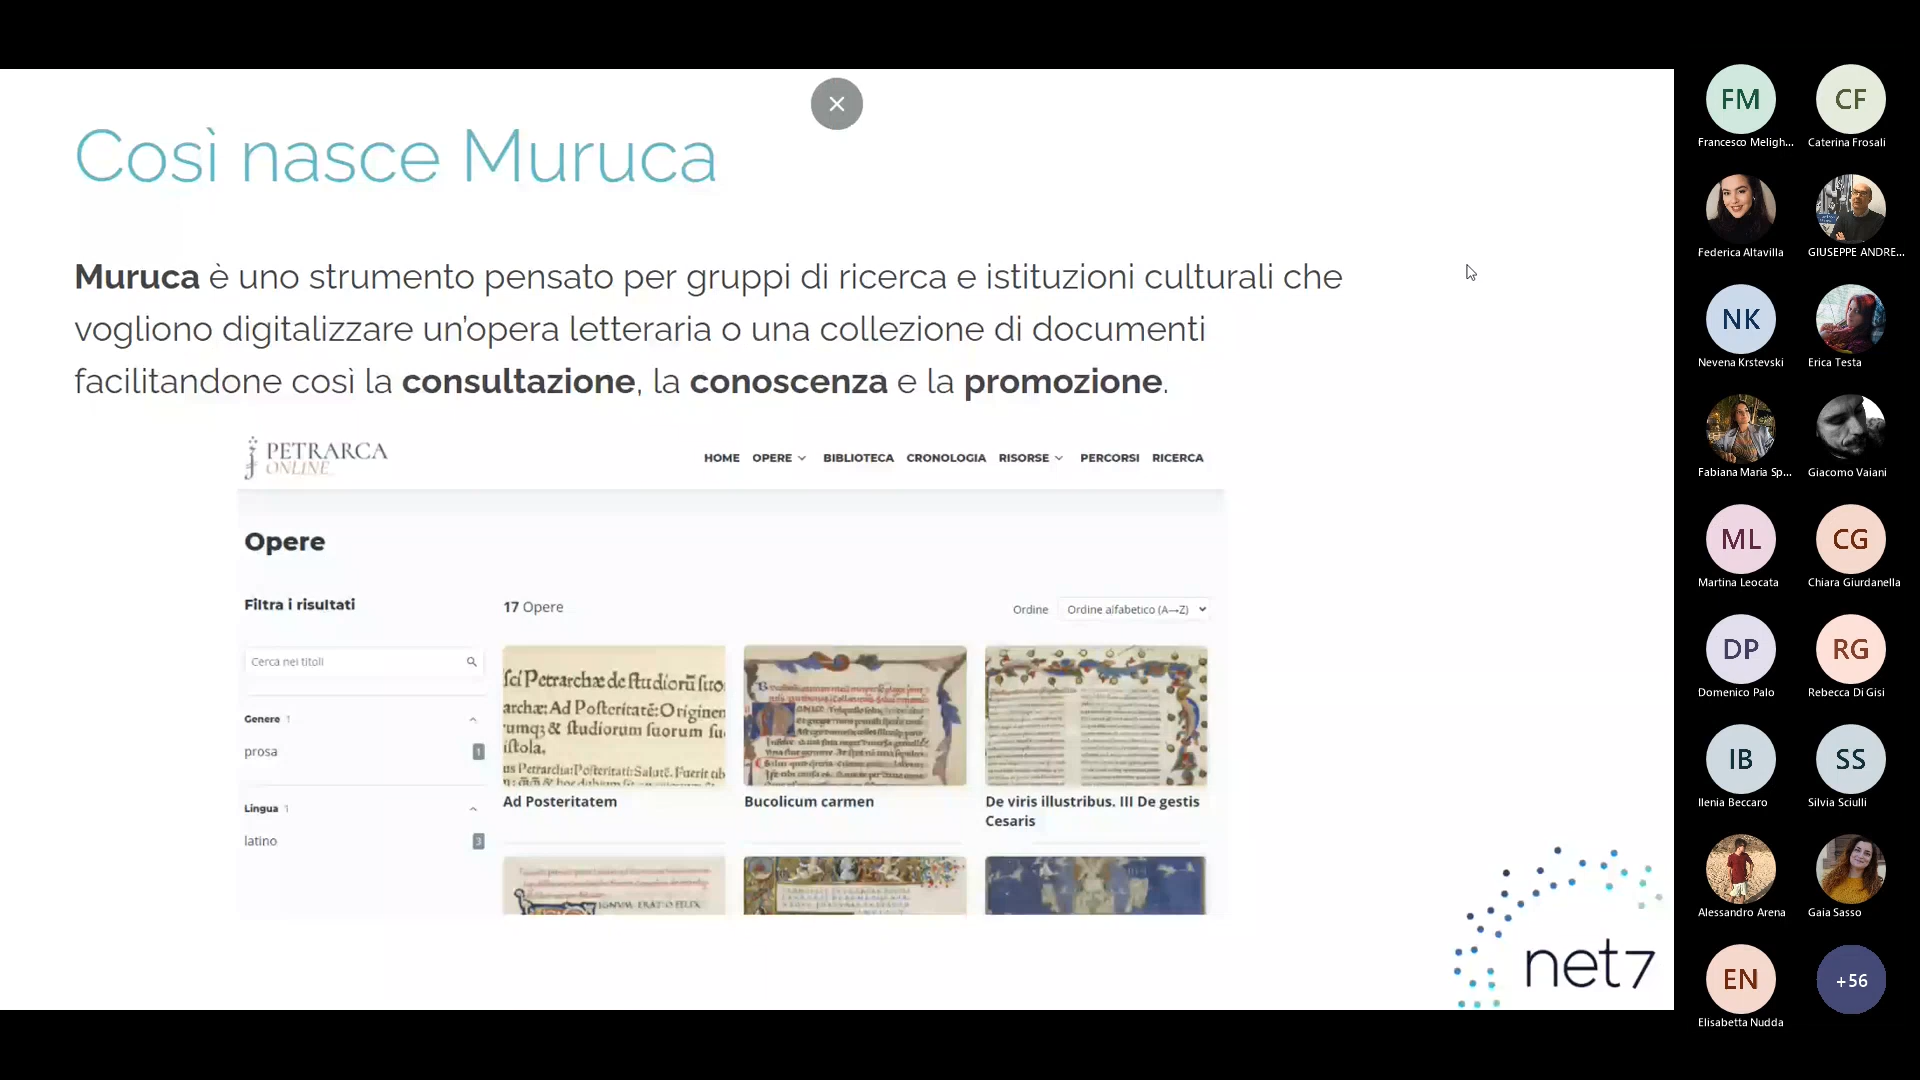 Così nasce Muruca
Muruca è uno strumento pensato per gruppi di ricerca e istituzioni culturali che
vogliono digitalizzare un’opera letteraria o una collezione di documenti
facilitandone così la consultazione, la conoscenza e la promozione.
PETRARCA
ONLINE
HOME OPERE BIBLIOTECA CRONOLOGIA RISORSE PERCORSI RICERCA
Opere
Filtra i risultati
17 Opere
Ordine Ordine alfabetico (A→Z)
Cerca nei titoli
Genere 1
prosa 1
Lingua 1
latino 3
Ad Posteritatem
Bucolicum carmen
De viris illustribus. III De gestis
Cesaris
net7
FM
Francesco Meligh...
CF
Caterina Frosali
Federica Altavilla
GIUSEPPE ANDRE...
NK
Nevena Krstevski
Erica Testa
Fabiana Maria Sp...
Giacomo Vaiani
ML
Martina Leocata
CG
Chiara Giurdanella
DP
Domenico Palo
RG
Rebecca Di Gisi
IB
Ilenia Beccaro
SS
Silvia Sciulli
Alessandro Arena
Gaia Sasso
EN
Elisabetta Nudda
+56